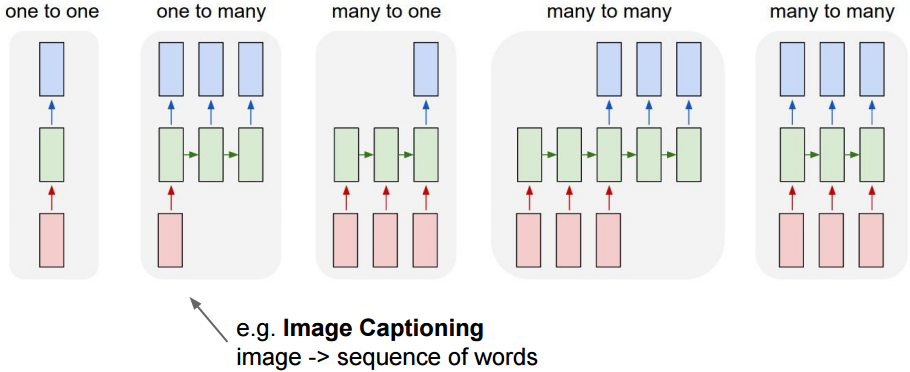 one to one
one to many
many to one
many to many
many to many
e.g. Image Captioning
image -> sequence of words